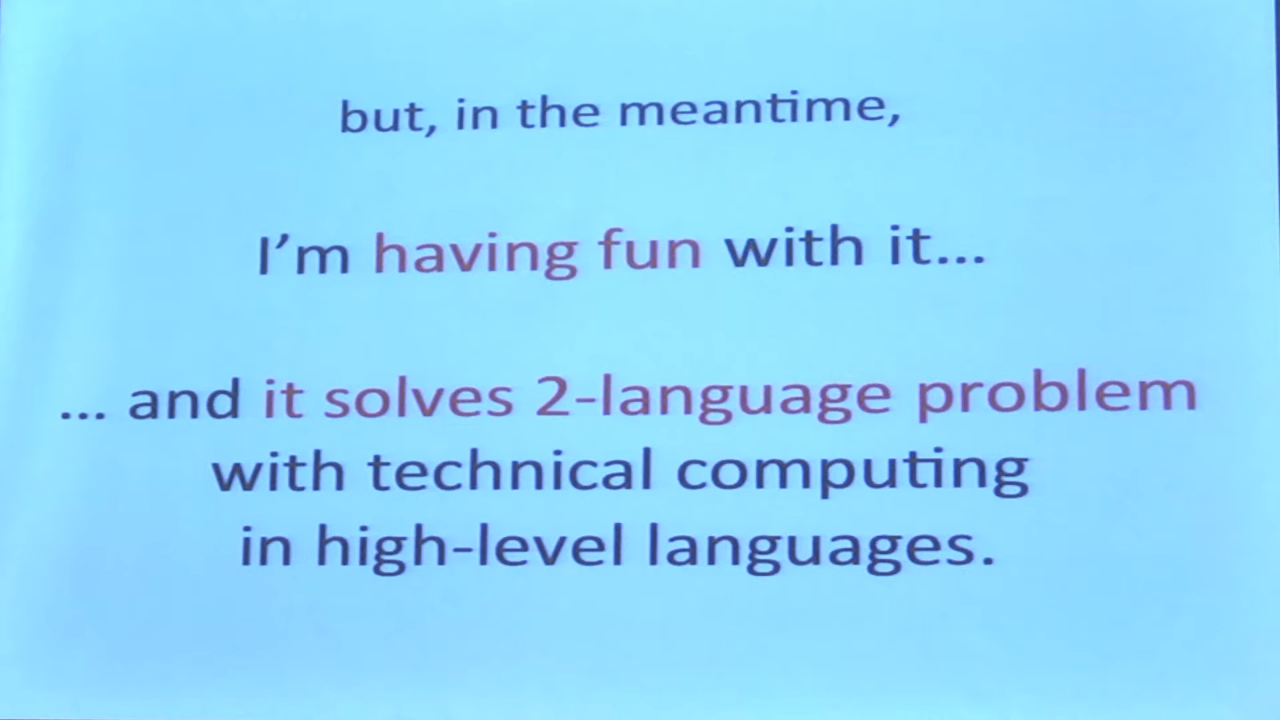 but, in the meantime,
I’m having fun with it...
... and it solves 2-language problem
with technical computing
in high-level languages.